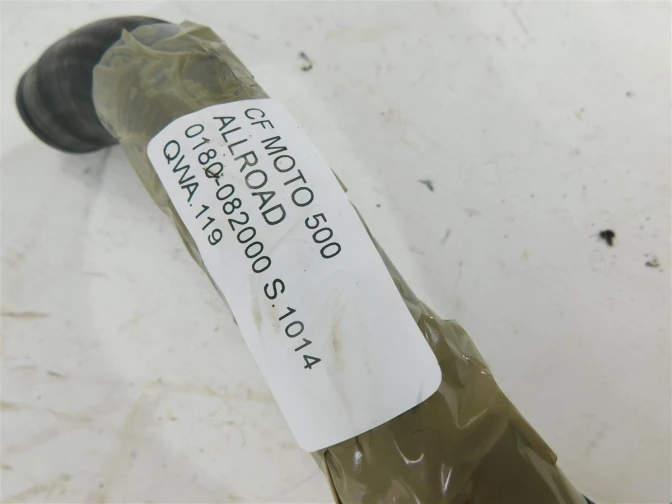 CF MOTO 500
ALLROAD
0180-082000 S.1014
QWA.119